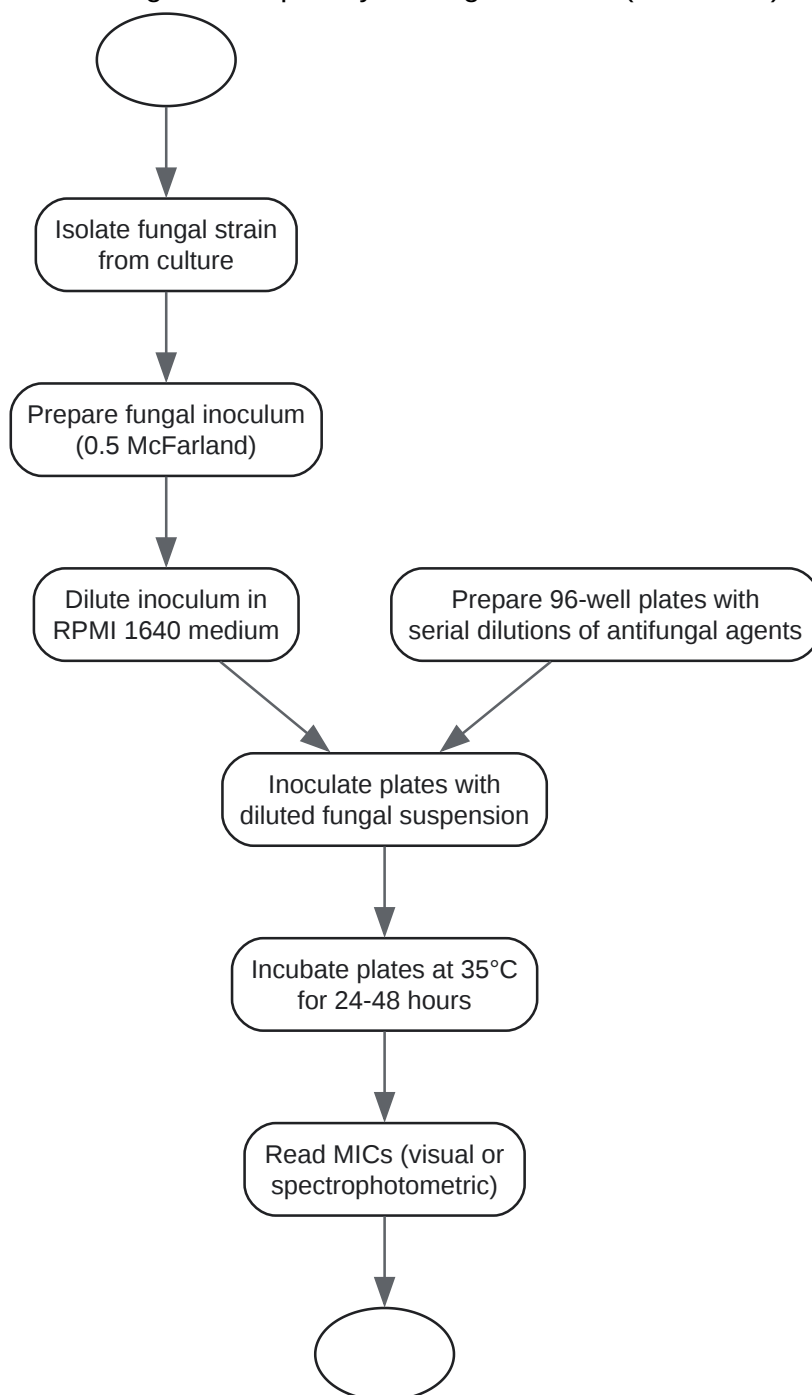 Isolate fungal strain
from culture
Prepare fungal inoculum
(0.5 McFarland)
Dilute inoculum in
RPMI 1640 medium
Prepare 96-well plates with
serial dilutions of antifungal agents
Inoculate plates with
diluted fungal suspension
Incubate plates at 35°C
for 24-48 hours
Read MICs (visual or
spectrophotometric)